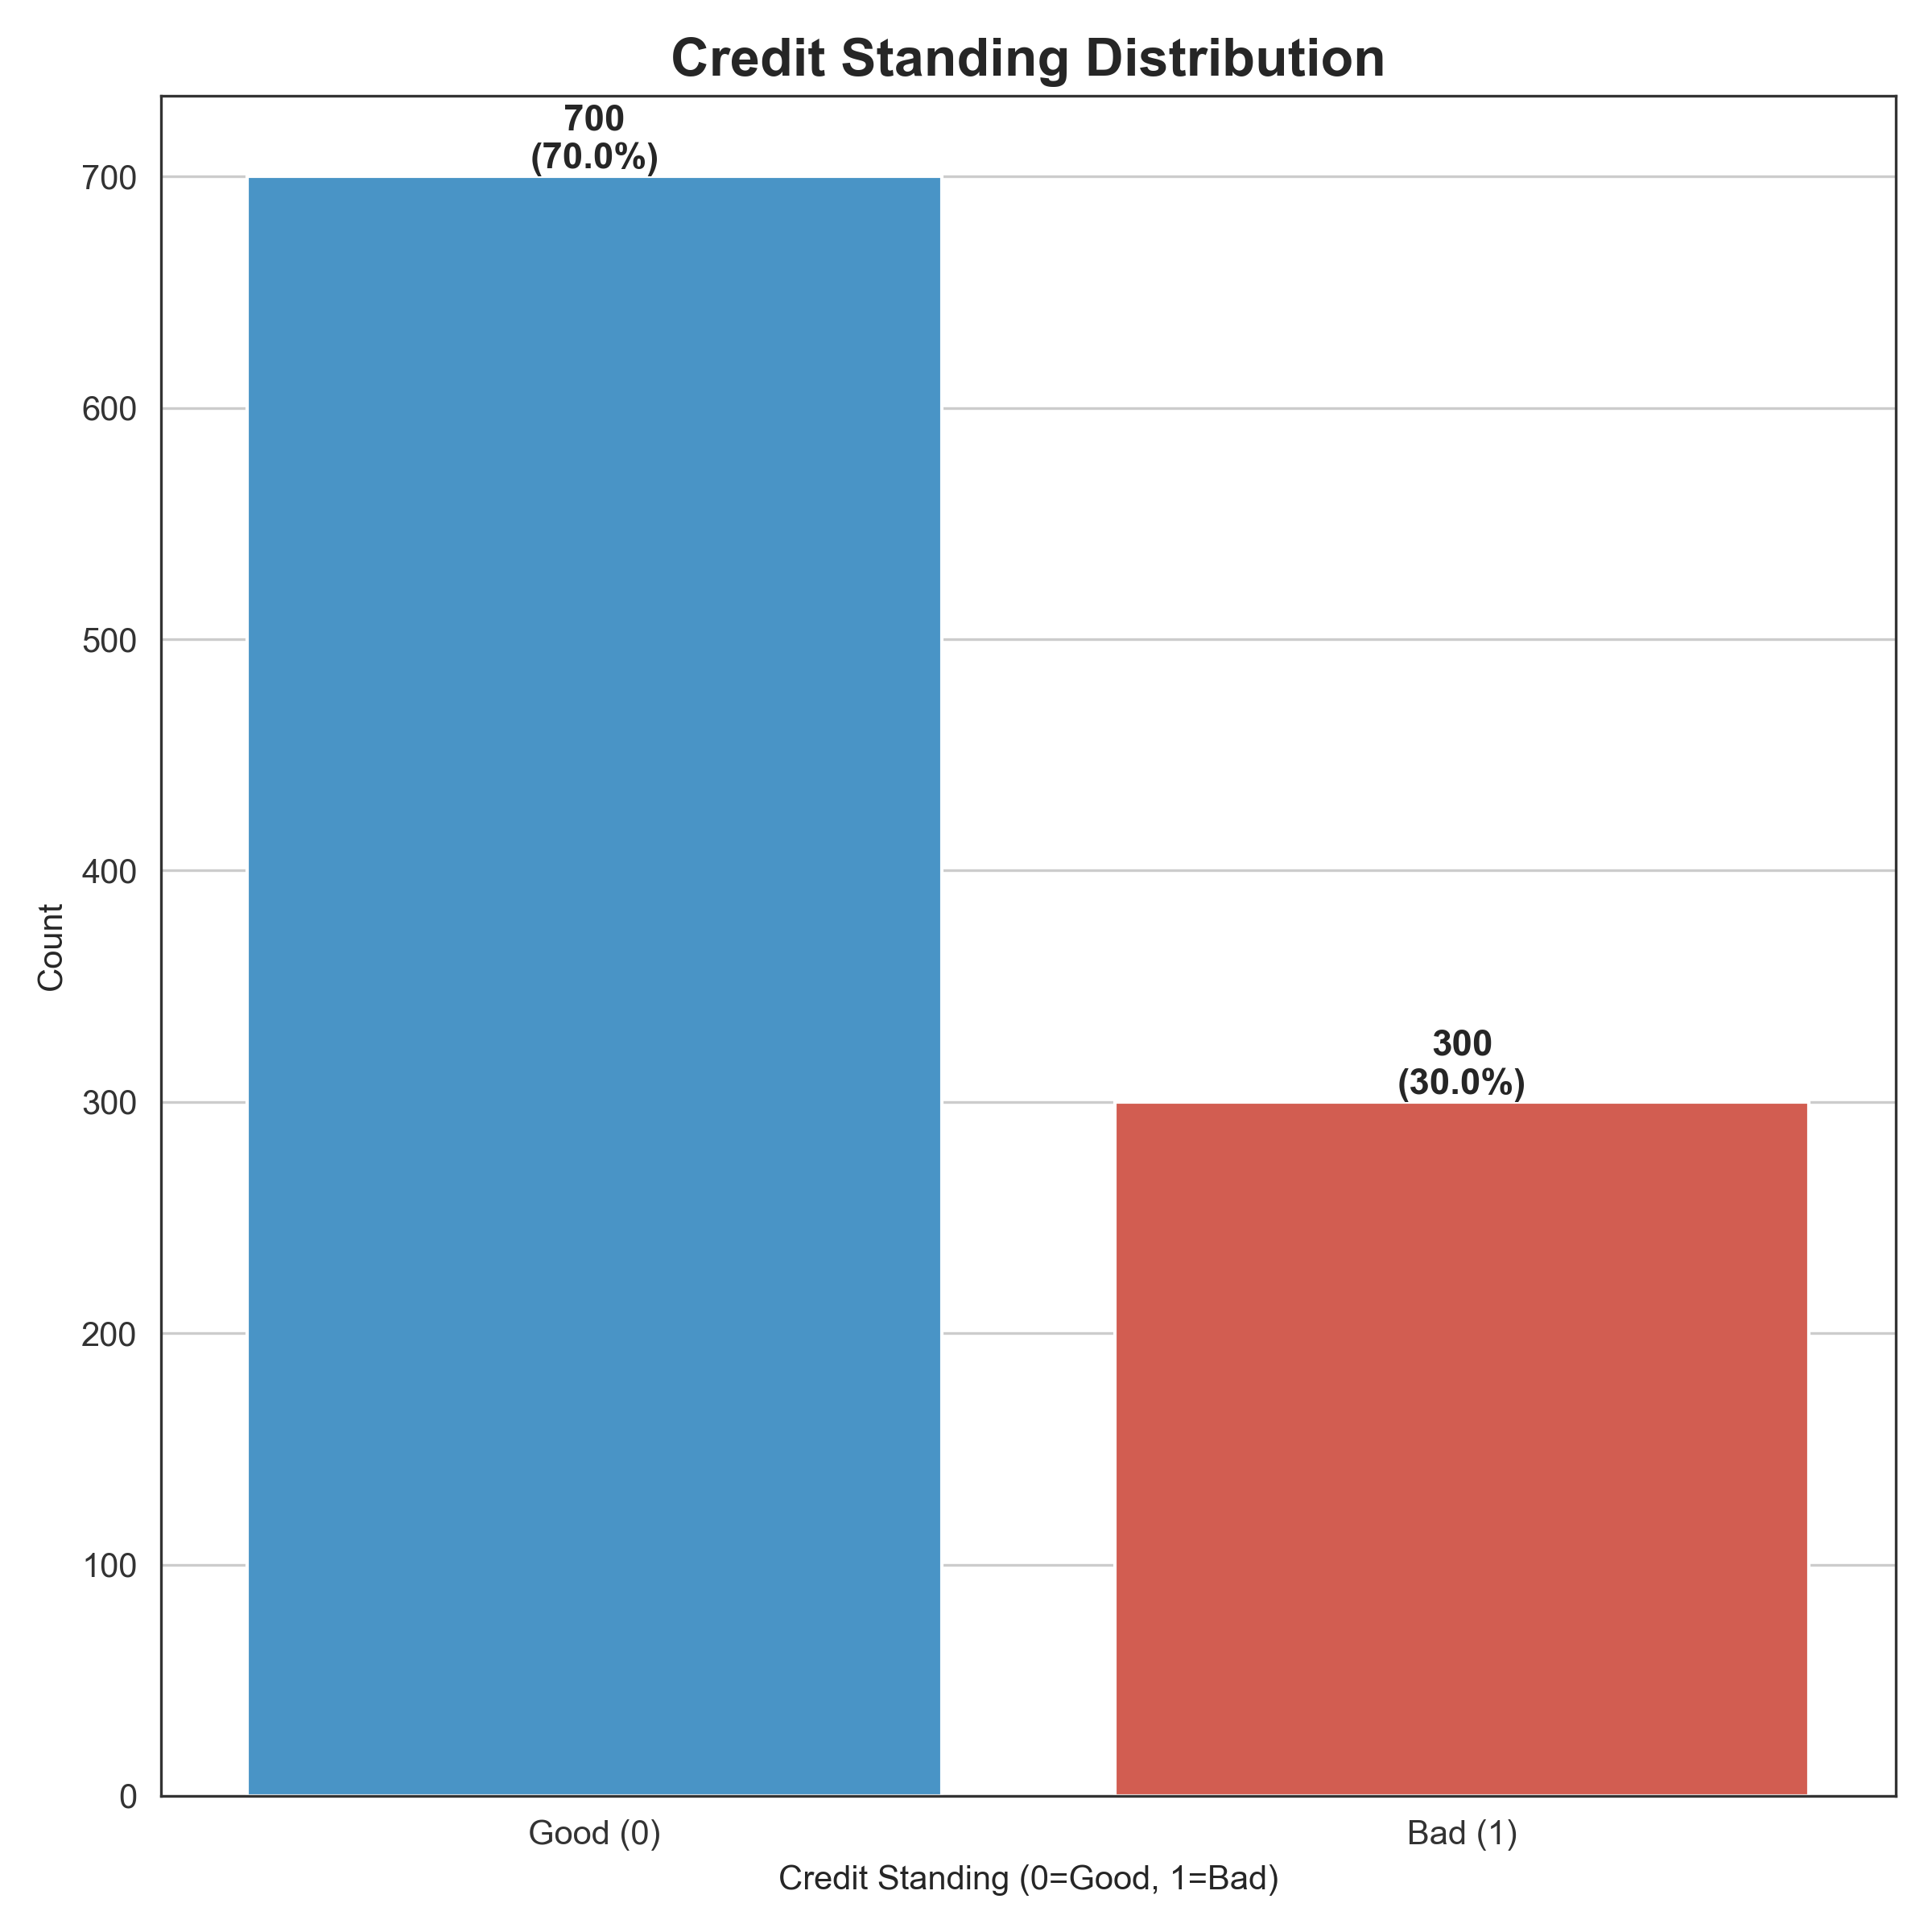 Credit Standing Distribution
700
(70.0%)
700
600
500
400
Count
300
(30.0%)
300
200
100
0
Good (0)
Bad (1)
Credit Standing (0=Good, 1=Bad)